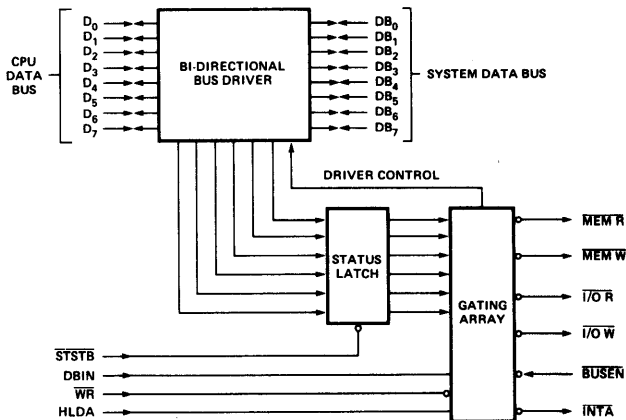 CPU
DATA
BUS
D0
D1
D2
D3
D4
D5
D6
D7
BI-DIRECTIONAL
BUS DRIVER
DB0
DB1
DB2
DB3
DB4
DB5
DB6
DB7
SYSTEM DATA BUS
DRIVER CONTROL
STATUS
LATCH
GATING
ARRAY
MEM R
MEM W
I/O R
I/O W
BUSEN
INTA
STSTB
DBIN
WR
HLDA